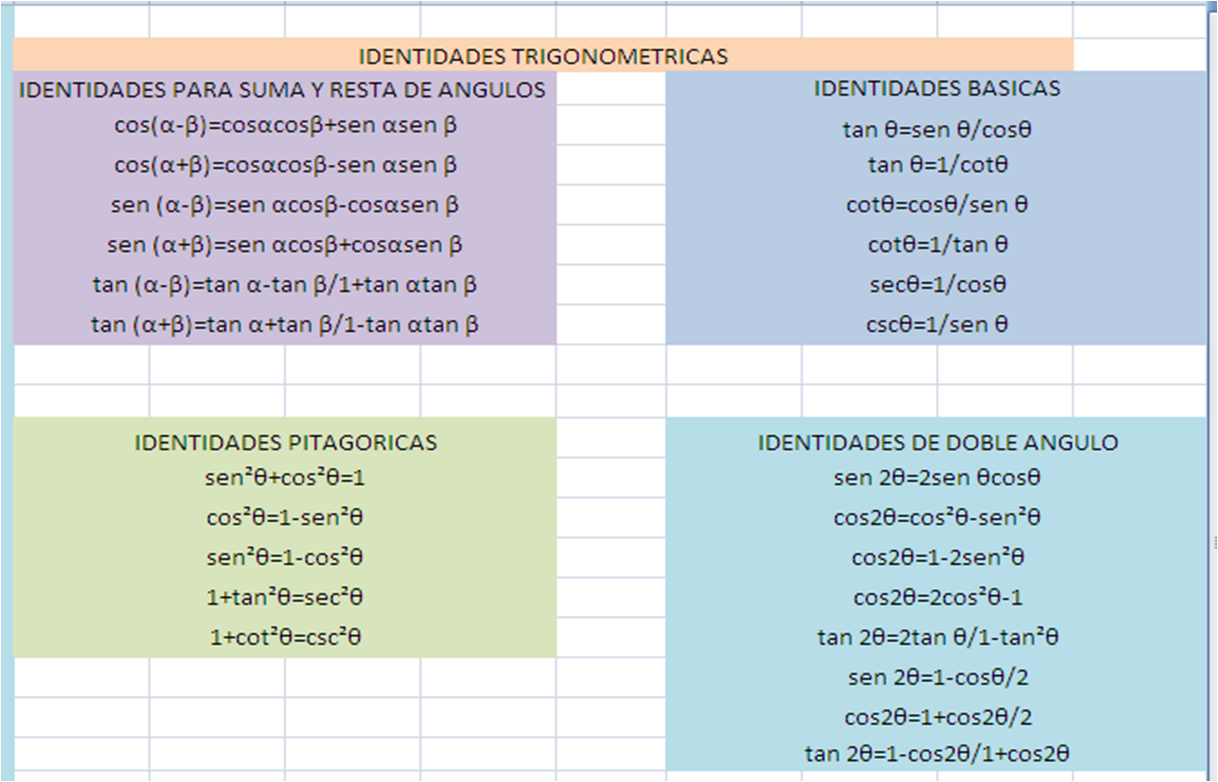 IDENTIDADES TRIGONOMETRICAS
IDENTIDADES PARA SUMA Y RESTA DE ANGULOS
cos(α-β)=cosαcosβ+sen αsen β
cos(α+β)=cosαcosβ-sen αsen β
sen (α-β)=sen αcosβ-cosαsen β
sen (α+β)=sen αcosβ+cosαsen β
tan (α-β)=tan α-tan β/1+tan αtan β
tan (α+β)=tan α+tan β/1-tan αtan β
IDENTIDADES BASICAS
tan θ=sen θ/cosθ
tan θ=1/cotθ
cotθ=cosθ/sen θ
cotθ=1/tan θ
secθ=1/cosθ
cscθ=1/sen θ
IDENTIDADES PITAGORICAS
sen²θ+cos²θ=1
cos²θ=1-sen²θ
sen²θ=1-cos²θ
1+tan²θ=sec²θ
1+cot²θ=csc²θ
IDENTIDADES DE DOBLE ANGULO
sen 2θ=2sen θcosθ
cos2θ=cos²θ-sen²θ
cos2θ=1-2sen²θ
cos2θ=2cos²θ-1
tan 2θ=2tan θ/1-tan²θ
sen 2θ=1-cosθ/2
cos2θ=1+cos2θ/2
tan 2θ=1-cos2θ/1+cos2θ